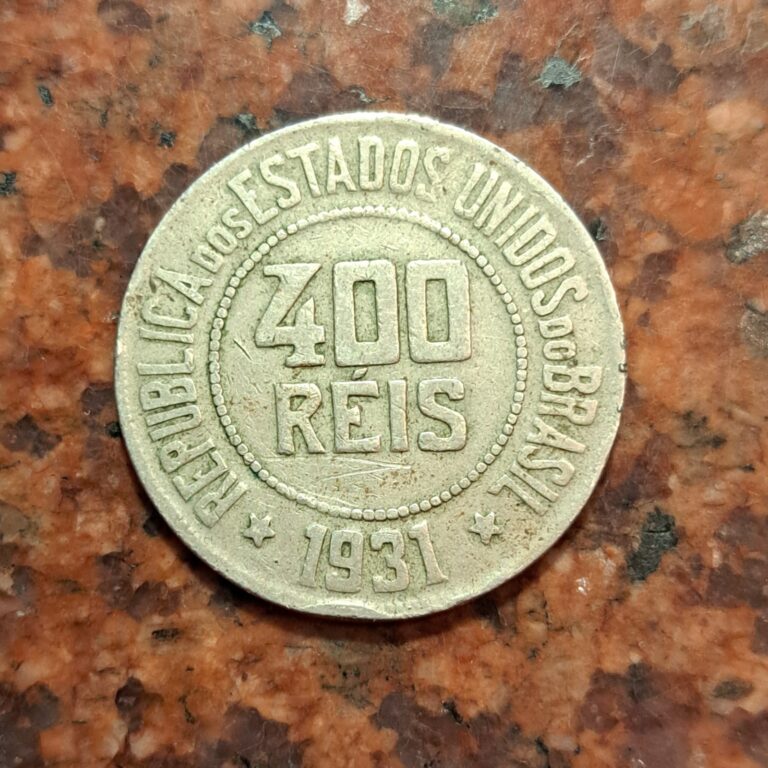 REPUBLICA DOS ESTADOS UNIDOS DO BRASIL
400
RÉIS
1931